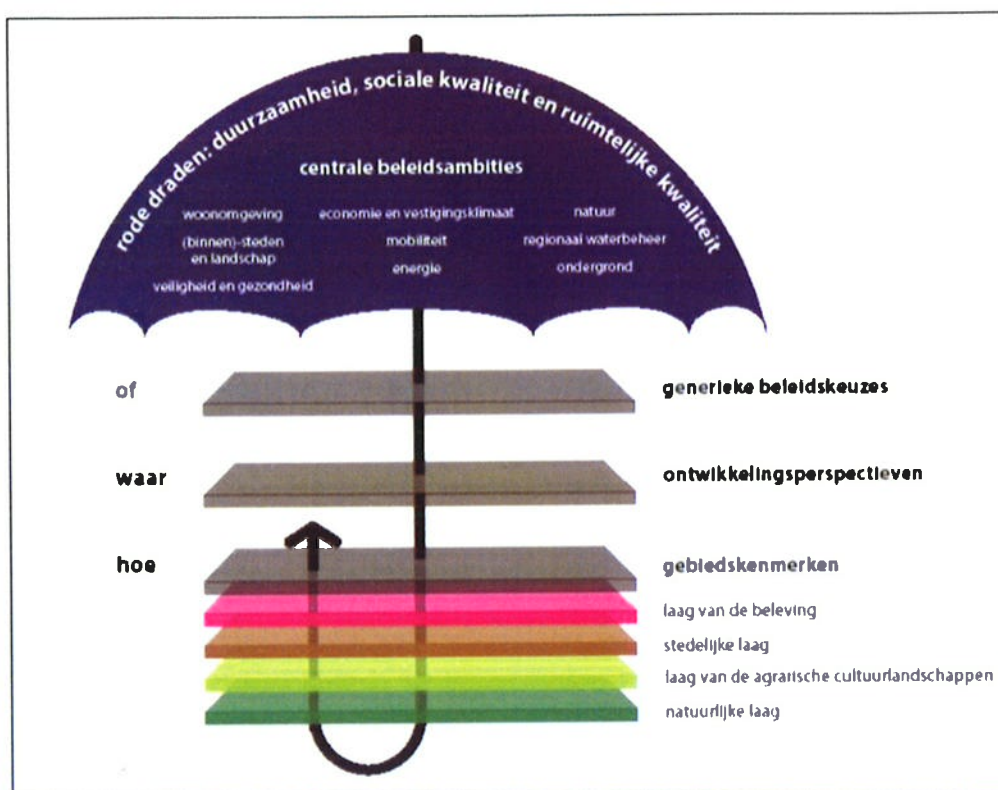 rode draden: duurzaamheid, sociale kwaliteit en ruimtelijke kwaliteit
centrale beleidsambities
woonomgeving
(binnen)-steden
en landschap
veiligheid en gezondheid
economie en vestigingsklimaat
mobiliteit
energie
natuur
regionaal waterbeheer
ondergrond
of
generieke beleidskeuzes
waar
ontwikkelingsperspectieven
hoe
gebiedskenmerken
laag van de beleving
stedelijke laag
laag van de agrarische cultuurlandschappen
natuurlijke laag